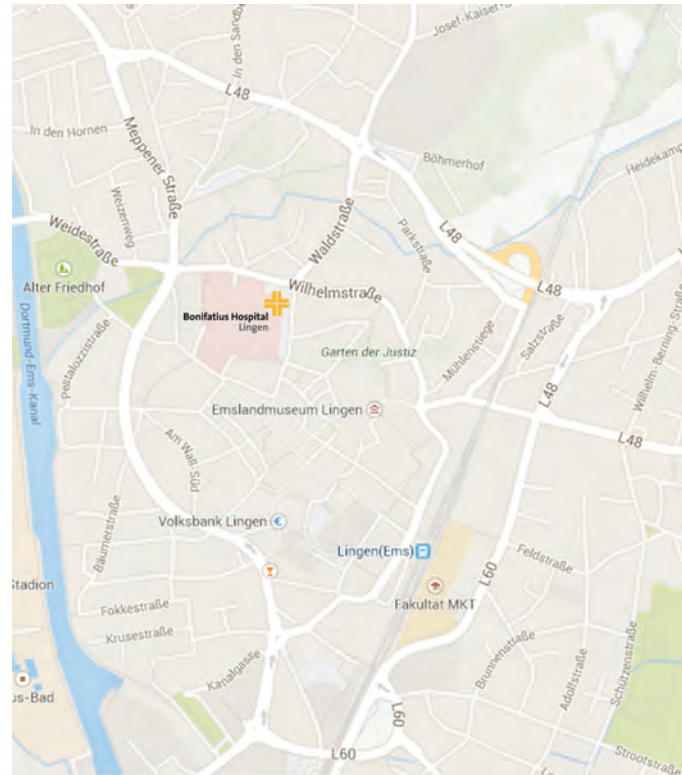 Josef-Kaiser-
In den Sandb
L48
In den Hornen
Meppener Straße
Böhmerhof
Heidekamp
Weizenweg
Waldstraße
Parkstraße
L48
Weidestraße
Alter Friedhof
Wilhelmstraße
L48
Bonifatius Hospital
Lingen
Dortmund-Ems-Kanal
Pestalozzistraße
Garten der Justiz
Mühlenstiege
Salzstraße
Wilhelm-Berning-Straße
L48
Emslandmuseum Lingen
L48
Am Wall-Süd
Volksbank Lingen
€
Bäumerstraße
Lingen(Ems)
Feldstraße
L60
Stadion
Fakultät MKT
Fokkestraße
Krusestraße
Brunnenstraße
Adolfstraße
Schützenstraße
Kanalgasse
us-Bad
L60
L60
Strootstraße